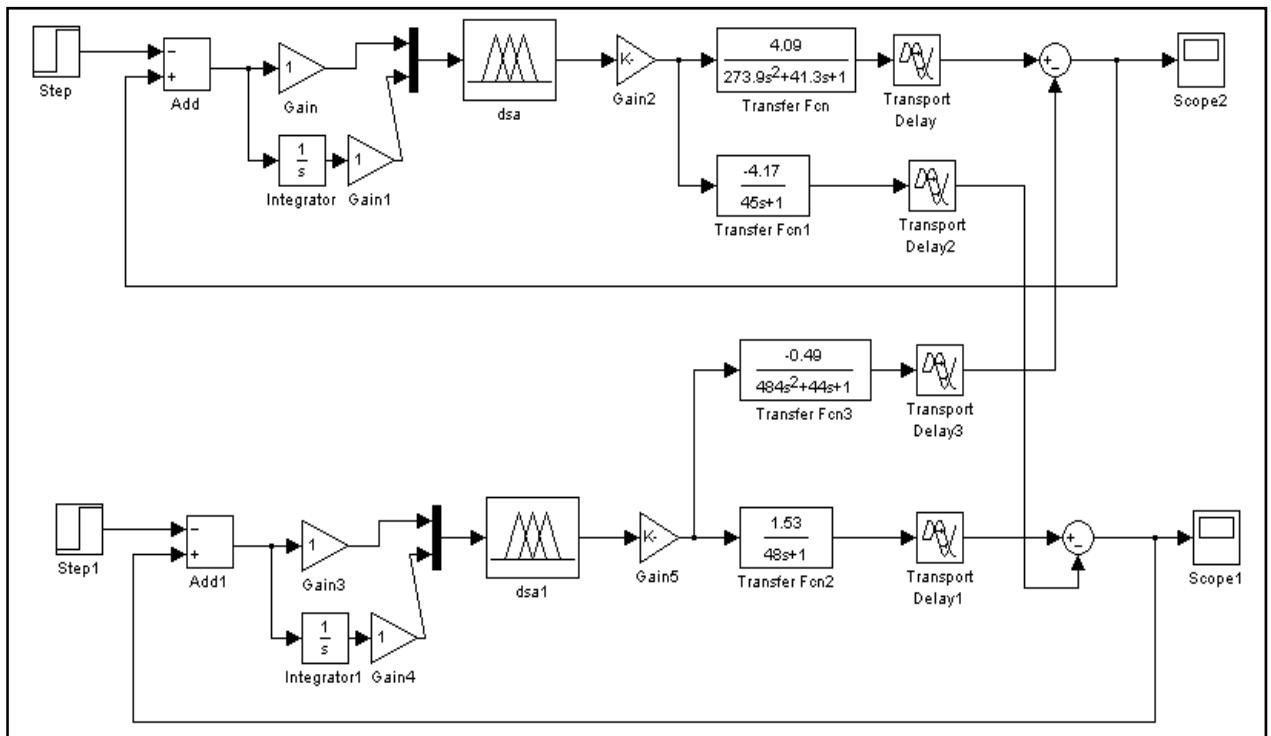 Step
−
+
Add
1
Gain
1
s
Integrator
1
Gain1
dsa
K-
Gain2
4.09
273.9s²+41.3s+1
Transfer Fcn
Transport
Delay
+
−
Scope2
-4.17
45s+1
Transfer Fcn1
Transport
Delay2
-0.49
484s²+44s+1
Transfer Fcn3
Transport
Delay3
Step1
−
+
Add1
1
Gain3
1
s
Integrator1
1
Gain4
dsa1
K-
Gain5
1.53
48s+1
Transfer Fcn2
Transport
Delay1
+
−
Scope1